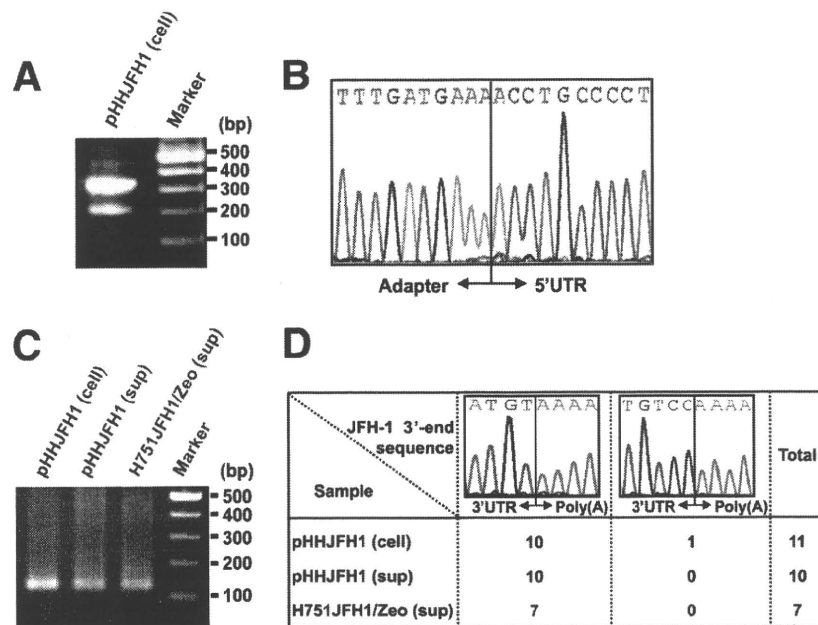 A
pHHJFH1 (cell)
Marker
(bp)
500
400
300
200
100
B
TTTGATGAAAACCTGCCCCT
Adapter
5'UTR
C
pHHJFH1 (cell)
pHHJFH1 (sup)
H751JFH1/Zeo (sup)
Marker
(bp)
500
400
300
200
100
D
JFH-1 3'-end
sequence
Sample
ATGTAAAA
3'UTR
Poly(A)
TGTCCAAAA
3'UTR
Poly(A)
Total
pHHJFH1 (cell) 10 1 11
pHHJFH1 (sup) 10 0 10
H751JFH1/Zeo (sup) 7 0 7